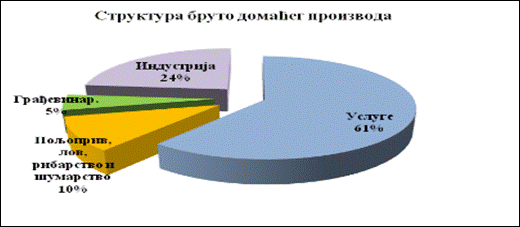 Структура бруто домаћег производа
Индустрија
24%
Грађевинар.
5%
Пољоприв,
лов,
рибарство и
шумарство
10%
Услуге
61%